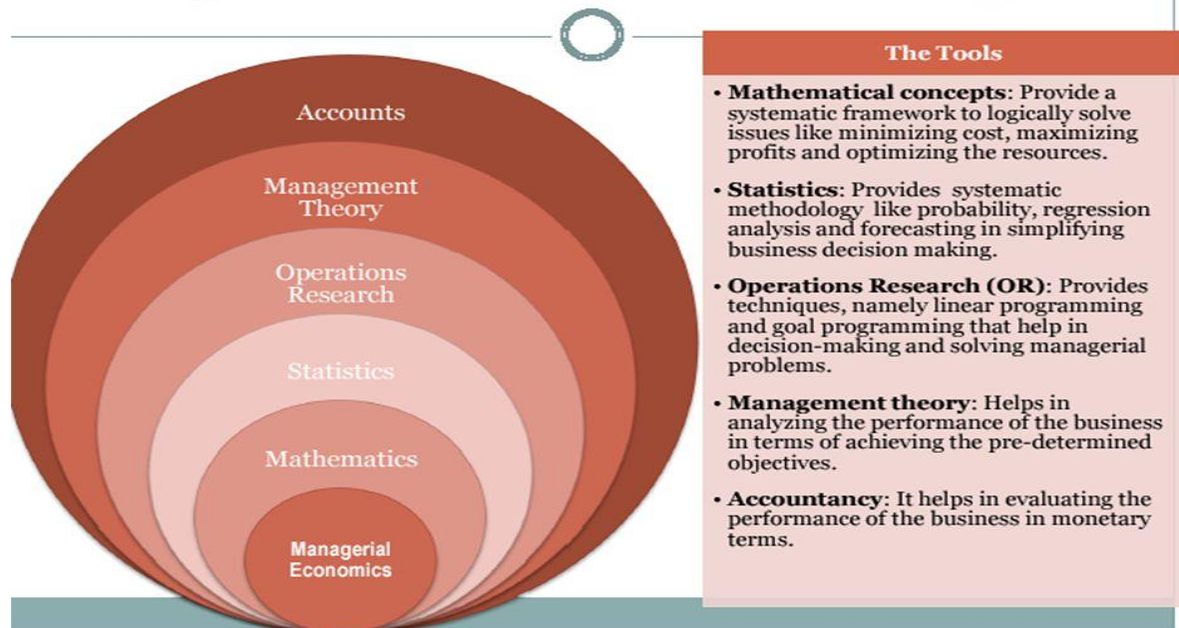 Accounts
Management
Theory
Operations
Research
Statistics
Mathematics
Managerial
Economics
The Tools
• Mathematical concepts: Provide a
systematic framework to logically solve
issues like minimizing cost, maximizing
profits and optimizing the resources.
• Statistics: Provides systematic
methodology like probability, regression
analysis and forecasting in simplifying
business decision making.
• Operations Research (OR): Provides
techniques, namely linear programming
and goal programming that help in
decision-making and solving managerial
problems.
• Management theory: Helps in
analyzing the performance of the business
in terms of achieving the pre-determined
objectives.
• Accountancy: It helps in evaluating the
performance of the business in monetary
terms.